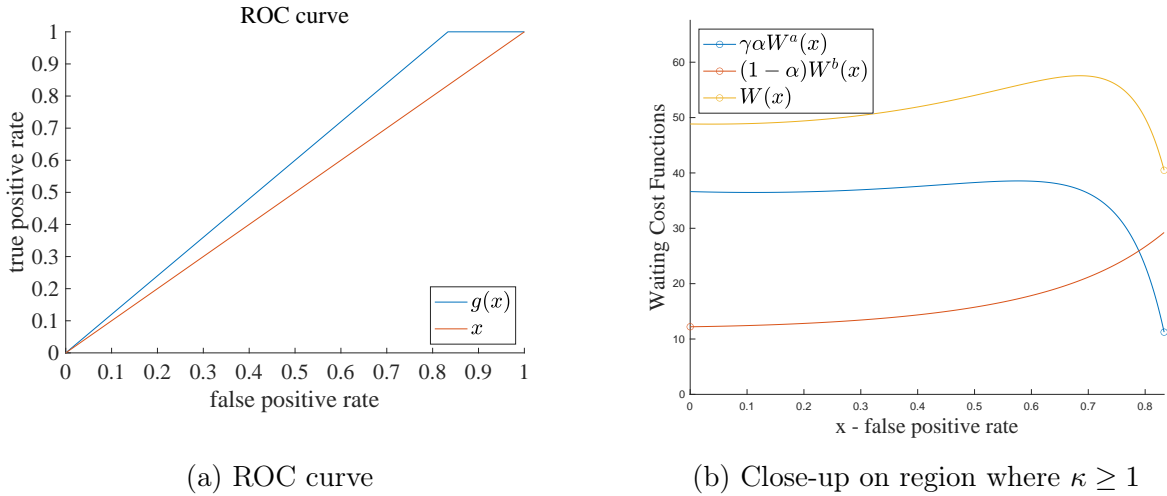 ROC curve
1
0.9
0.8
0.7
0.6
0.5
0.4
0.3
0.2
0.1
0
true positive rate
0 0.1 0.2 0.3 0.4 0.5 0.6 0.7 0.8 0.9 1
false positive rate
g(x)
x
(a) ROC curve
γαWᵃ(x)
(1 − α)Wᵇ(x)
W(x)
60
50
40
30
20
10
0
Waiting Cost Functions
0 0.1 0.2 0.3 0.4 0.5 0.6 0.7 0.8
x - false positive rate
(b) Close-up on region where κ ≥ 1